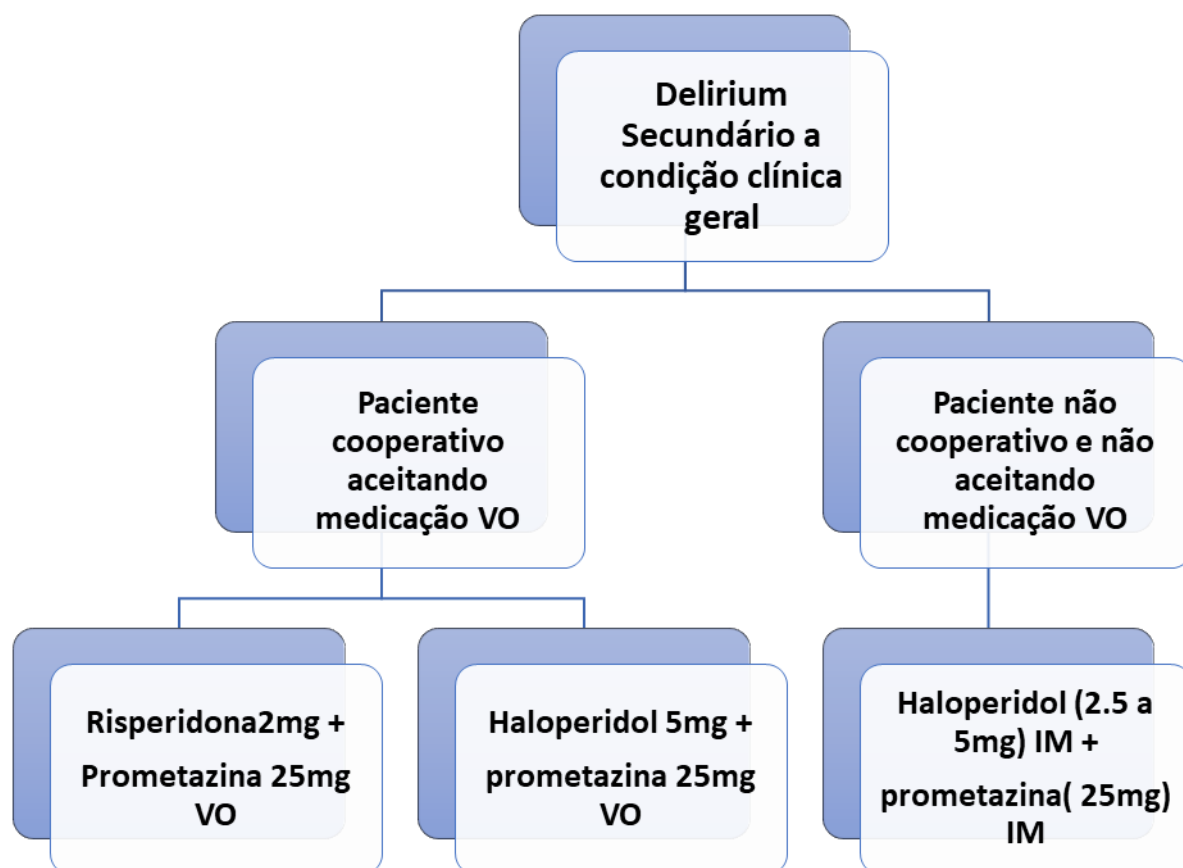 Delirium
Secundário a
condição clínica
geral
Paciente
cooperativo
aceitando
medicação VO
Paciente não
cooperativo e não
aceitando
medicação VO
Risperidona2mg +
Prometazina 25mg
VO
Haloperidol 5mg +
prometazina 25mg
VO
Haloperidol (2.5 a
5mg) IM +
prometazina( 25mg)
IM